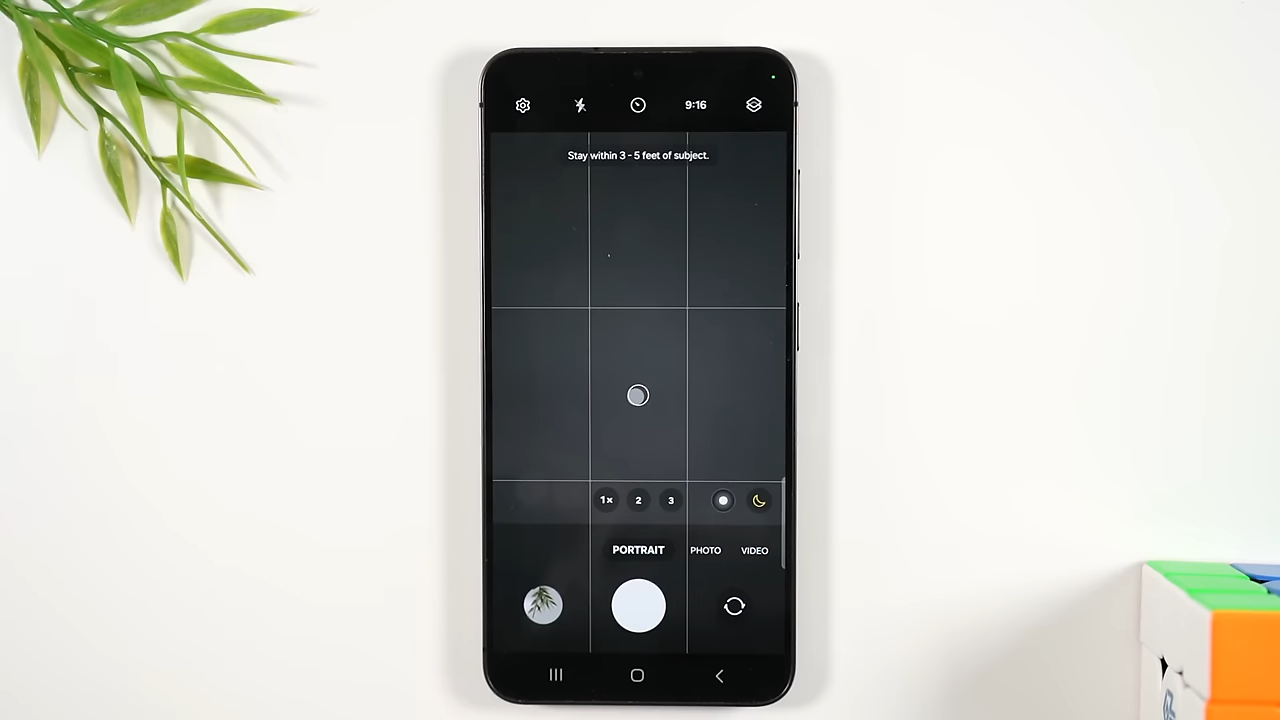 9:16
Stay within 3 - 5 feet of subject.
1× 2 3
PORTRAIT PHOTO VIDEO